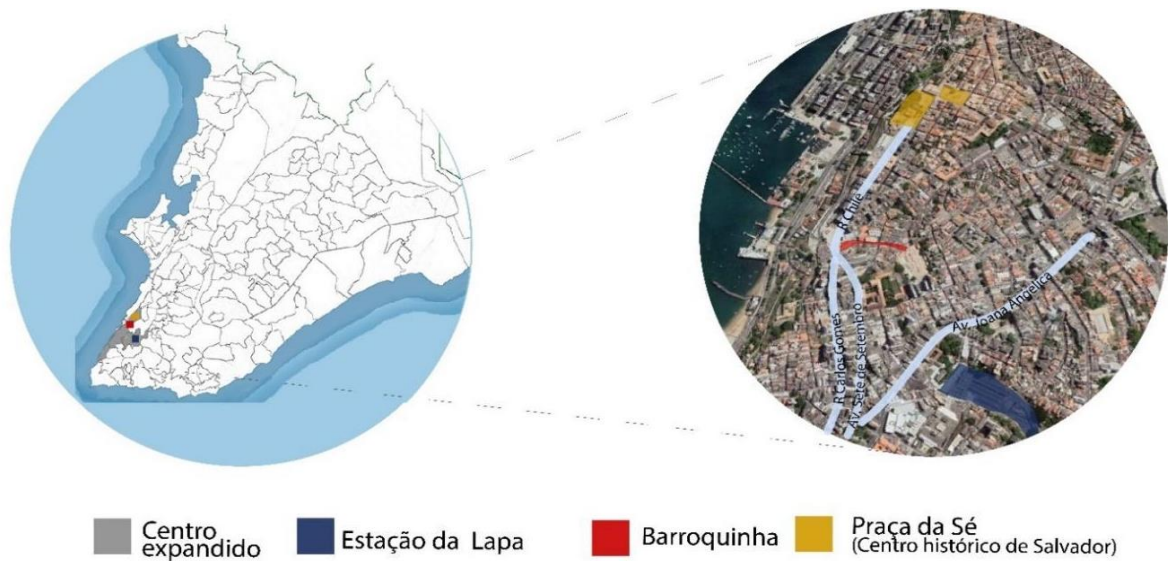 R Chile
Av. Joana Angélica
R Carlos Gomes
Av. Sete de Setembro
Centro
expandido
Estação da Lapa
Barroquinha
Praça da Sé
(Centro histórico de Salvador)